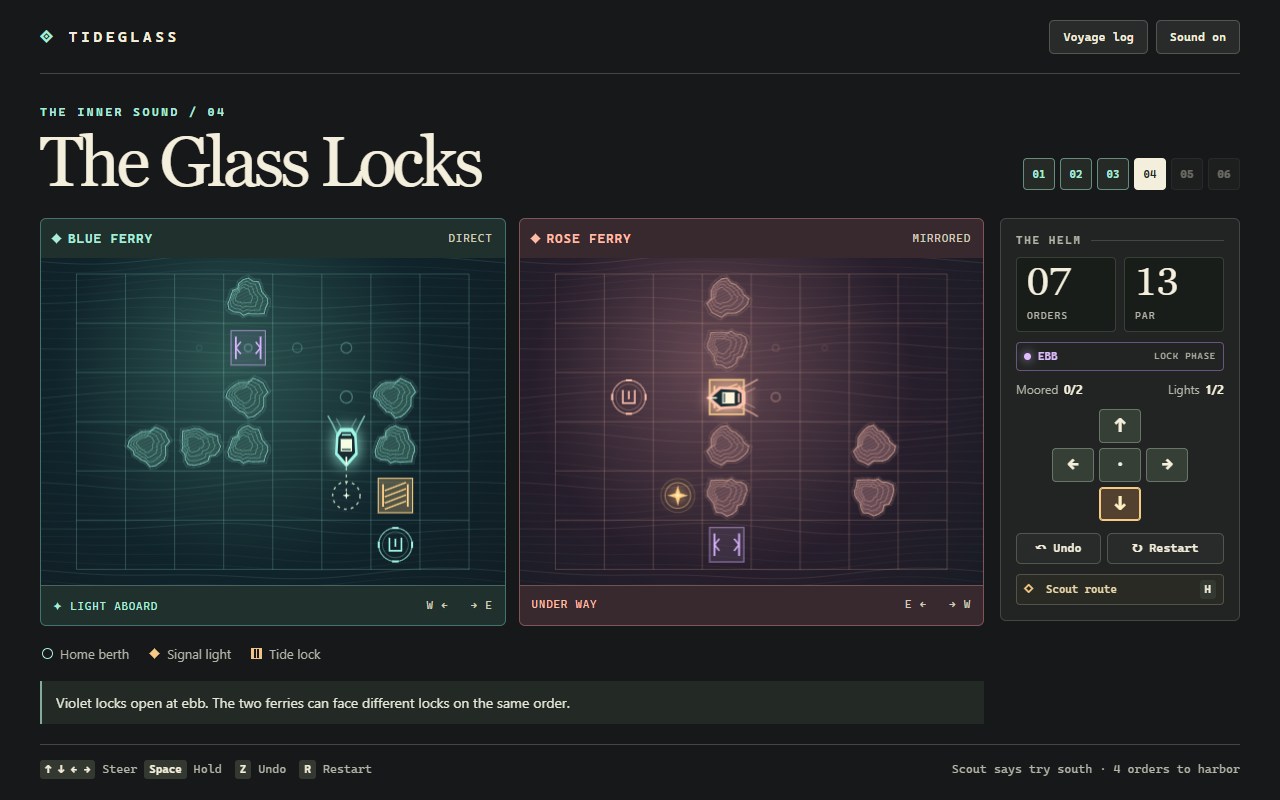 TIDEGLASS
Voyage log
Sound on
THE INNER SOUND / 04
The Glass Locks
01 02 03 04 05 06
BLUE FERRY
DIRECT
ROSE FERRY
MIRRORED
THE HELM
07
ORDERS
13
PAR
EBB
LOCK PHASE
Moored 0/2
Lights 1/2
↑
← · →
↓
Undo
Restart
Scout route
H
LIGHT ABOARD
W ← → E
UNDER WAY
E ← → W
Home berth
Signal light
Tide lock
Violet locks open at ebb. The two ferries can face different locks on the same order.
↑ ↓ ← → Steer Space Hold Z Undo R Restart
Scout says try south · 4 orders to harbor